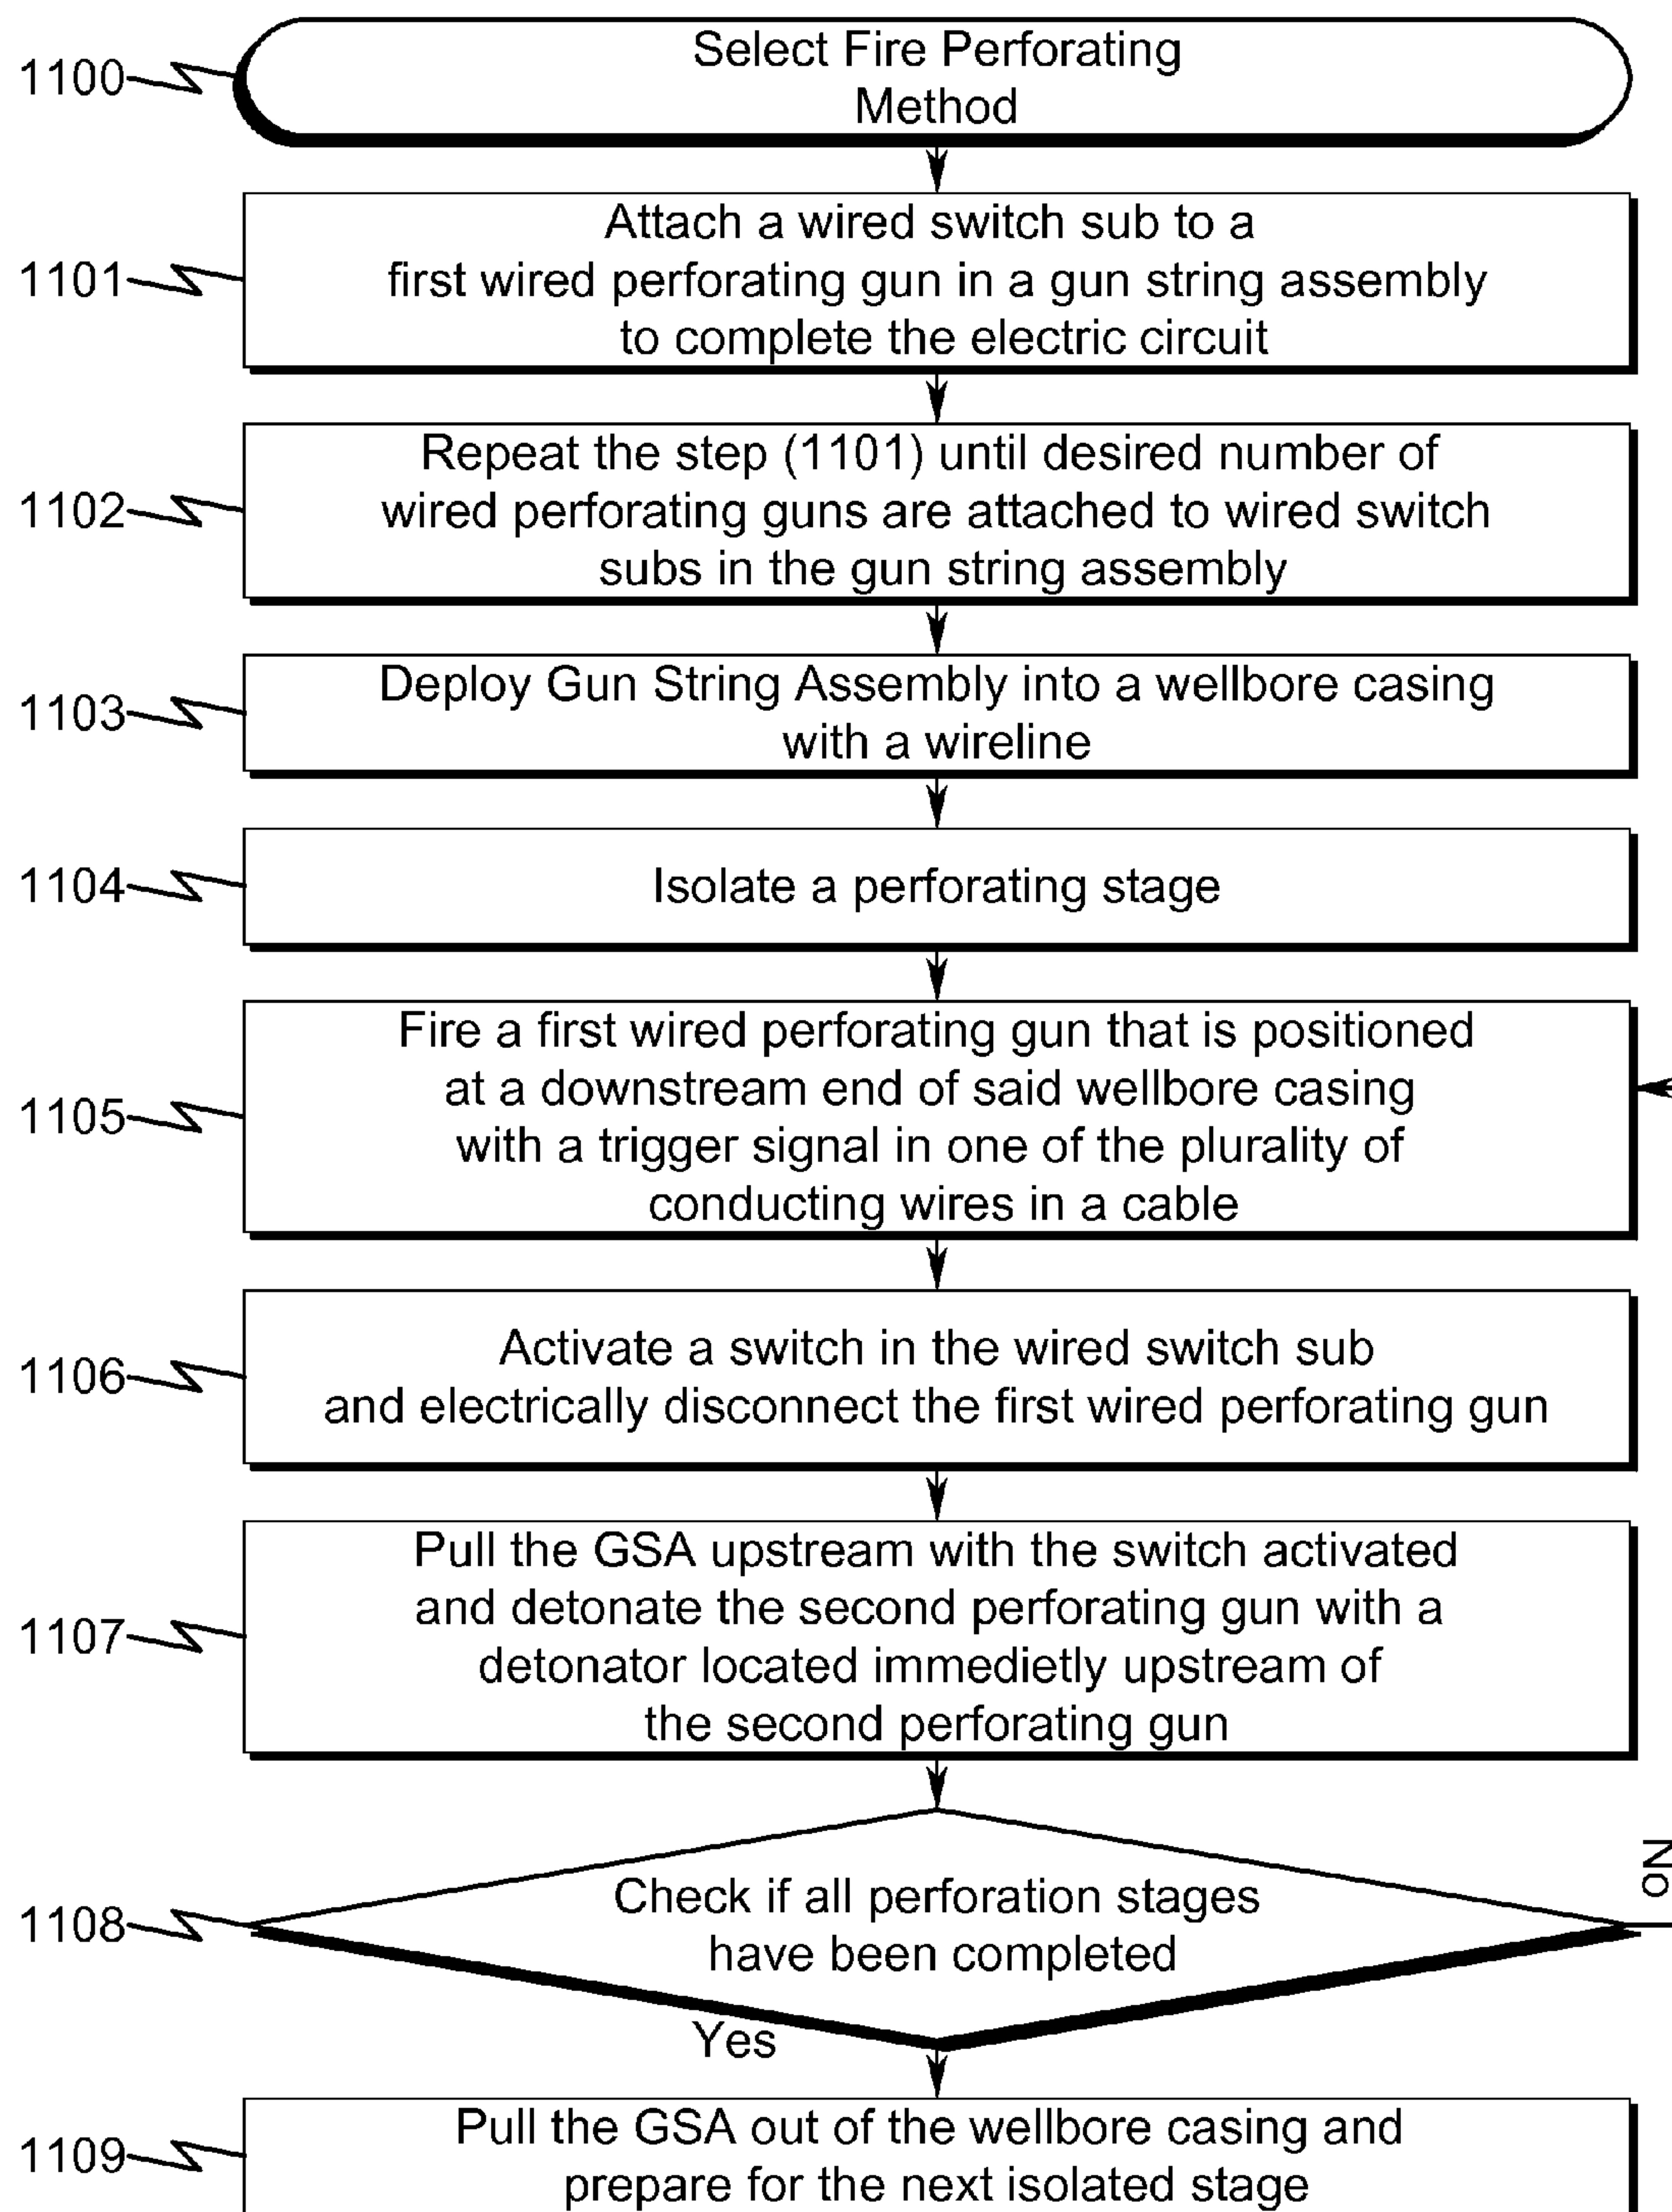 1100
Select Fire Perforating
Method
1101
Attach a wired switch sub to a
first wired perforating gun in a gun string assembly
to complete the electric circuit
1102
Repeat the step (1101) until desired number of
wired perforating guns are attached to wired switch
subs in the gun string assembly
1103
Deploy Gun String Assembly into a wellbore casing
with a wireline
1104
Isolate a perforating stage
1105
Fire a first wired perforating gun that is positioned
at a downstream end of said wellbore casing
with a trigger signal in one of the plurality of
conducting wires in a cable
1106
Activate a switch in the wired switch sub
and electrically disconnect the first wired perforating gun
1107
Pull the GSA upstream with the switch activated
and detonate the second perforating gun with a
detonator located immedietly upstream of
the second perforating gun
1108
Check if all perforation stages
have been completed
No
Yes
1109
Pull the GSA out of the wellbore casing and
prepare for the next isolated stage